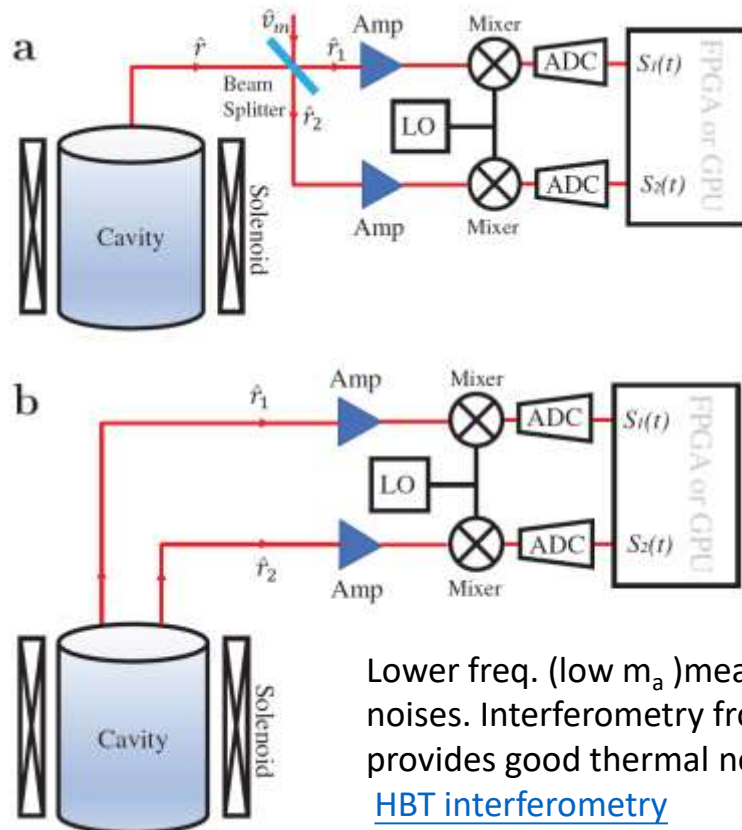 a
v̂ₘ
r̂
r̂₁
Amp
Mixer
ADC
S₁(t)
Beam
Splitter
r̂₂
LO
FPGA or GPU
Cavity
Solenoid
Amp
Mixer
ADC
S₂(t)
b
r̂₁
Amp
Mixer
ADC
S₁(t)
LO
FPGA or GPU
r̂₂
Amp
Mixer
ADC
S₂(t)
Cavity
Solenoid
Lower freq. (low mₐ )mea
noises. Interferometry fro
provides good thermal no
HBT interferometry